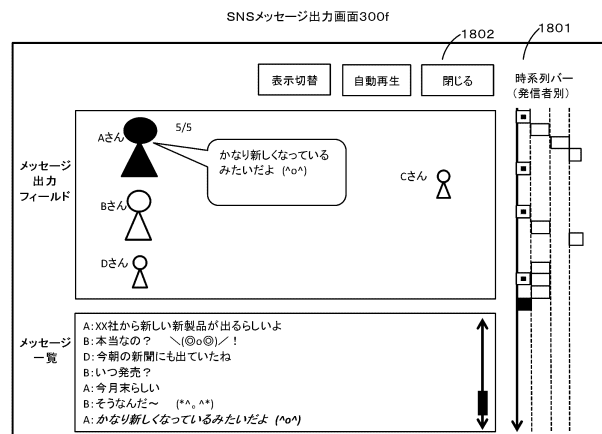 SNSメッセージ出力画面300f
1802
1801
表示切替
自動再生
閉じる
時系列バー
（発信者別）
メッセージ
出力
フィールド
Aさん
5/5
かなり新しくなっている
みたいだよ (^o^)
Cさん
Bさん
Dさん
メッセージ
一覧
A：XX社から新しい新製品が出るらしいよ
B：本当なの？ ＼(◎o◎)／！
D：今朝の新聞にも出ていたね
B：いつ発売？
A：今月末らしい
B：そうなんだ～ (*^。^*)
A：かなり新しくなっているみたいだよ (^o^)